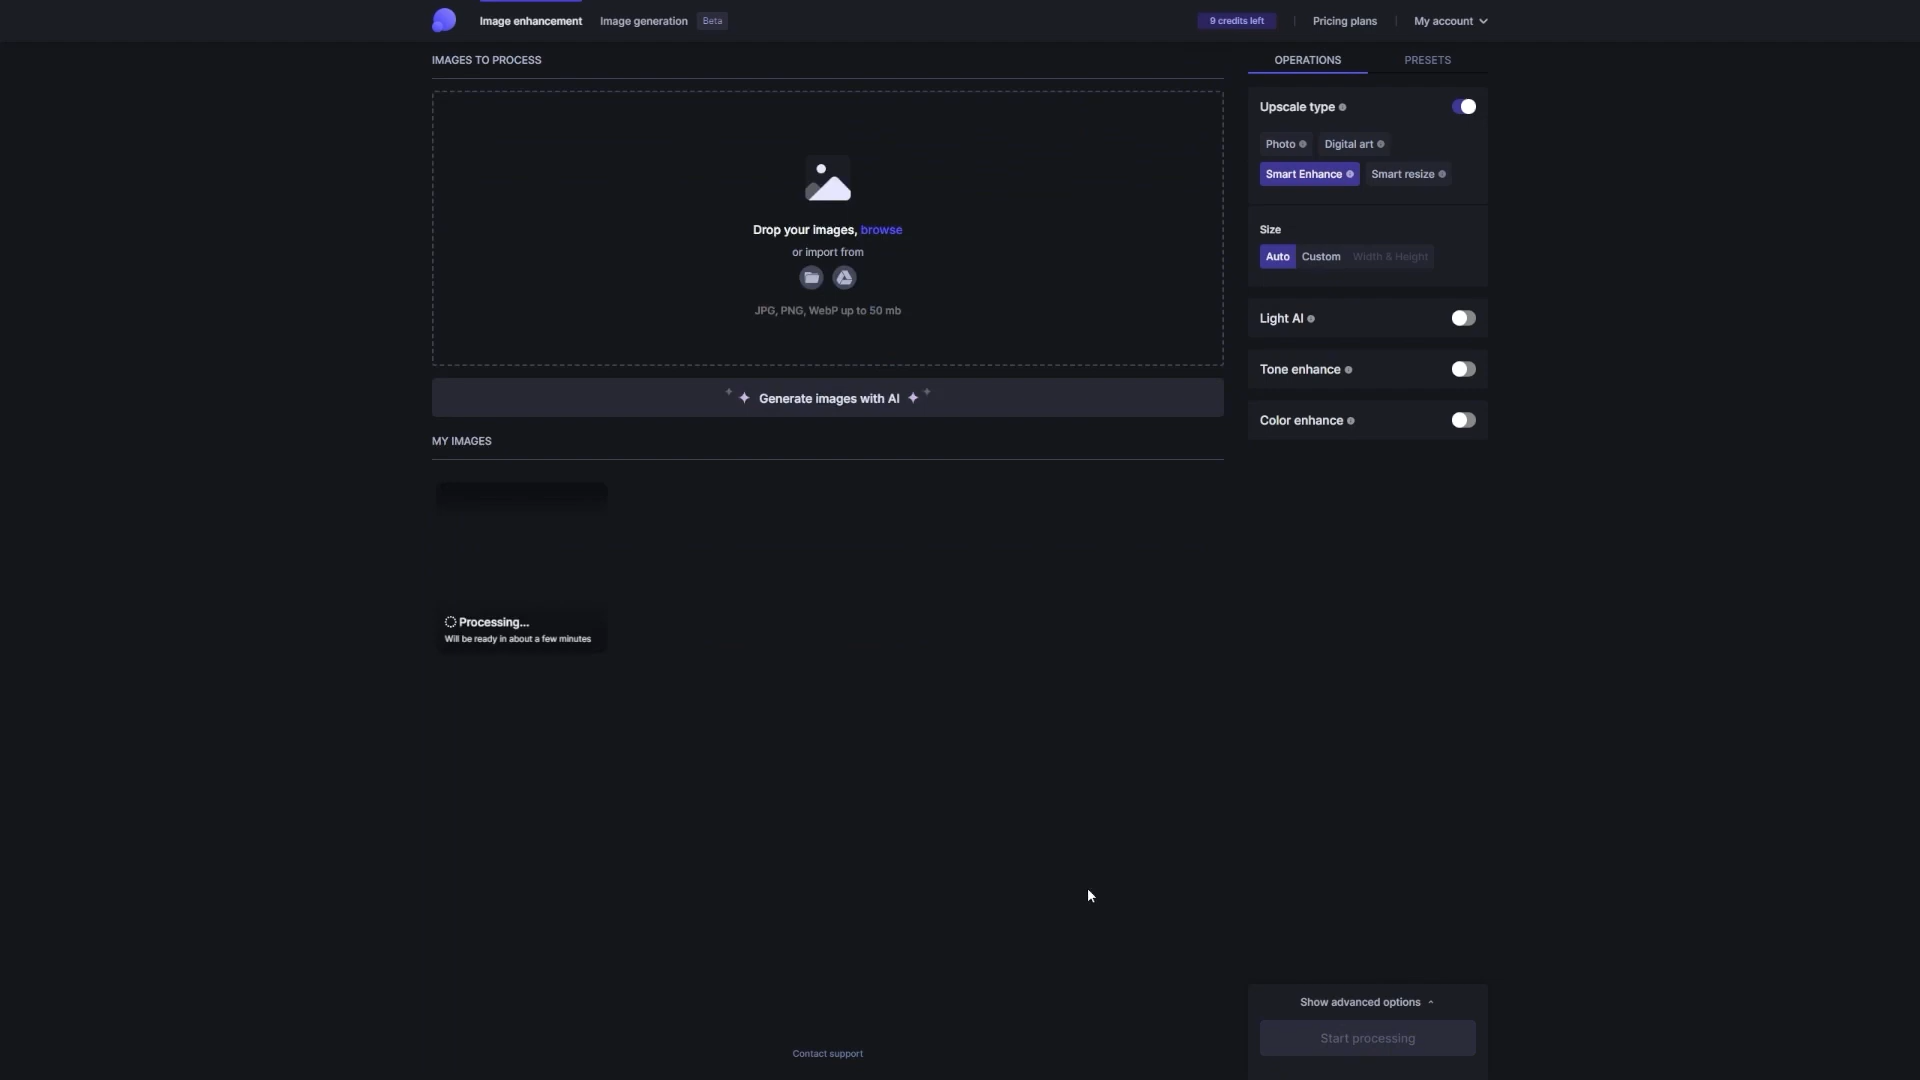 Image enhancement
Image generation
Beta
9 credits left
Pricing plans
My account
IMAGES TO PROCESS
Drop your images, browse
or import from
JPG, PNG, WebP up to 50 mb
Generate images with AI
MY IMAGES
Processing...
Will be ready in about a few minutes
OPERATIONS
PRESETS
Upscale type
Photo
Digital art
Smart Enhance
Smart resize
Size
Auto
Custom
Width & Height
Light AI
Tone enhance
Color enhance
Show advanced options
Start processing
Contact support